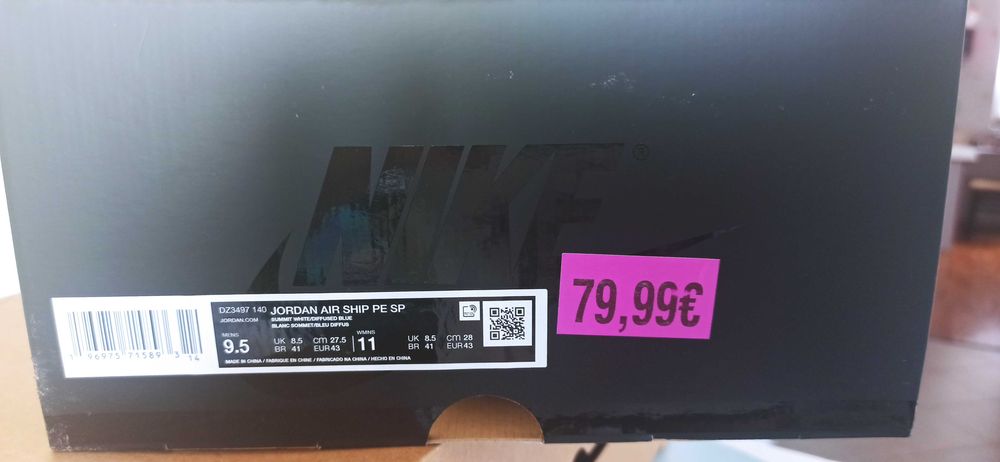 NIKE®
DZ3497 140 JORDAN AIR SHIP PE SP
JORDAN.COM SUMMIT WHITE/DIFFUSED BLUE
BLANC SOMMET/BLEU DIFFUS
MENS 9.5 UK 8.5 CM 27.5 WMNS 11 UK 8.5 CM 28
BR 41 EUR 43 BR 41 EUR 43
MADE IN CHINA / FABRIQUÉ EN CHINE / FABRICADO NA CHINA / HECHO EN CHINA
1 96975 71589 3 14
79,99€